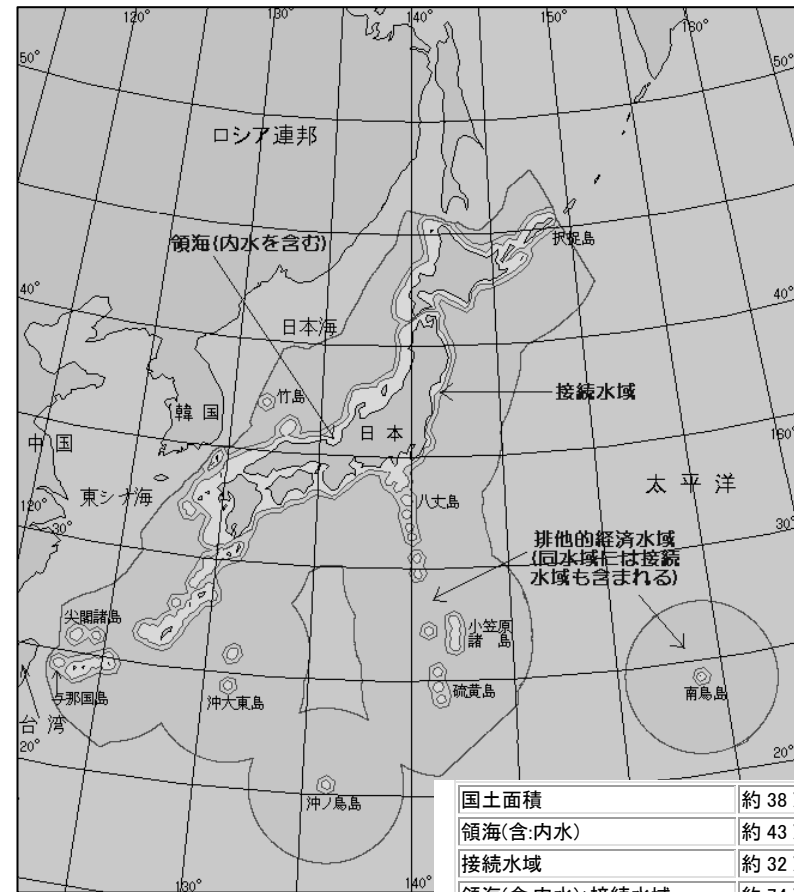 120°
130°
140°
150°
160°
50°
50°
ロシア連邦
領海(内水を含む)
択捉島
40°
40°
日本海
竹島
接続水域
韓国
日本
中国
160°
太平洋
東シナ海
120°
八丈島
30°
30°
排他的経済水域
(同水域には接続
水域も含まれる)
尖閣諸島
小笠原
諸島
与那国島
沖大東島
硫黄島
南鳥島
台湾
20°
20°
沖ノ鳥島
130°
140°
国土面積 約 38
領海(含:内水) 約 43
接続水域 約 32